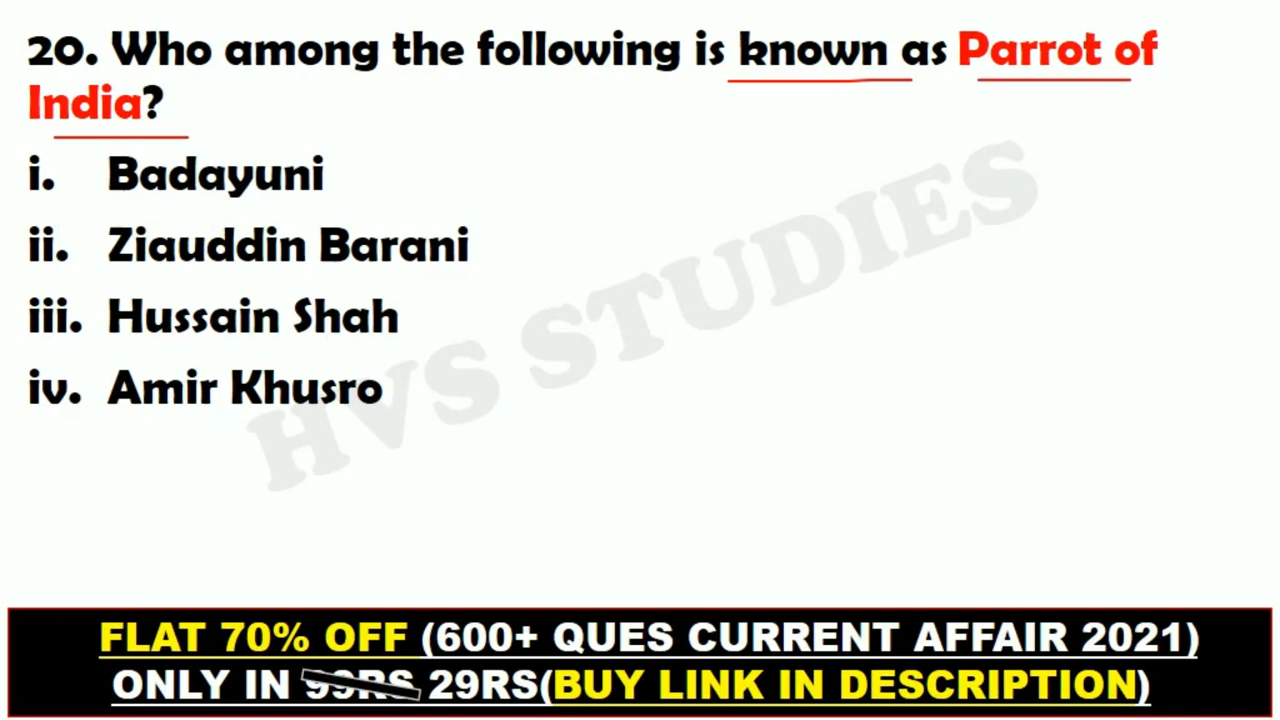 20. Who among the following is known as Parrot of
India?
i. Badayuni
ii. Ziauddin Barani
iii. Hussain Shah
iv. Amir Khusro
HVS STUDIES
FLAT 70% OFF (600+ QUES CURRENT AFFAIR 2021)
ONLY IN 99RS 29RS(BUY LINK IN DESCRIPTION)